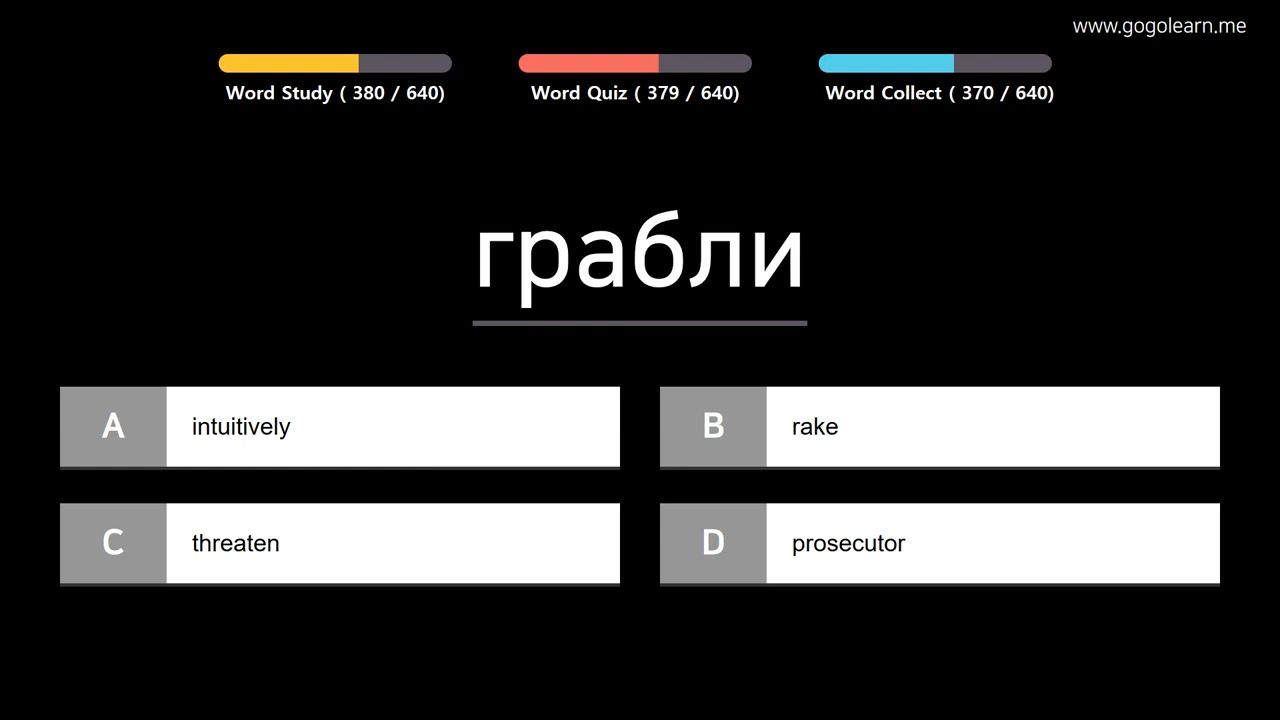 www.gogolearn.me
Word Study ( 380 / 640)
Word Quiz ( 379 / 640)
Word Collect ( 370 / 640)
грабли
A intuitively
B rake
C threaten
D prosecutor